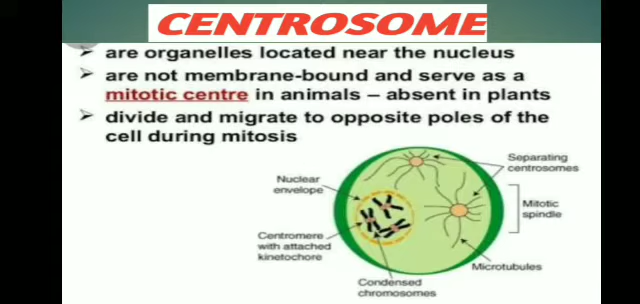 CENTROSOME
➢ are organelles located near the nucleus
➢ are not membrane-bound and serve as a
mitotic centre in animals – absent in plants
➢ divide and migrate to opposite poles of the
cell during mitosis
Separating
centrosomes
Nuclear
envelope
Mitotic
spindle
Centromere
with attached
kinetochore
Microtubules
Condensed
chromosomes